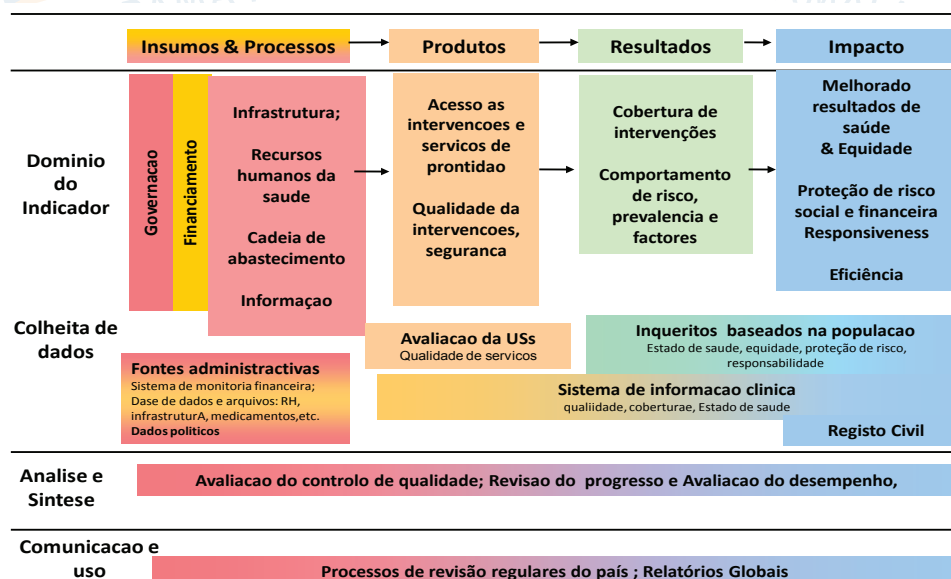 Insumos & Processos
Produtos
Resultados
Impacto
Dominio
do
Indicador
Governacao
Financiamento
Infrastrutura;
Recursos
humanos da
saude
Cadeia de
abastecimento
Informaçao
Acesso as
intervencoes e
servicos de
prontidao
Qualidade da
intervencoes,
seguranca
Cobertura de
intervenções
Comportamento
de risco,
prevalencia e
factores
Melhorado
resultados de
saúde
& Equidade
Proteção de risco
social e financeira
Responsiveness
Eficiência
Colheita de
dados
Fontes administractivas
Sistema de monitoria financeira;
Dase de dados e arquivos: RH,
infrastruturA, medicamentos,etc.
Dados politicos
Avaliacao da USs
Qualidade de servicos
Inqueritos baseados na populacao
Estado de saude, equidade, proteção de risco,
responsabilidade
Sistema de informacao clinica
qualiidade, coberturae, Estado de saude
Registo Civil
Analise e
Sintese
Avaliacao do controlo de qualidade; Revisao do progresso e Avaliacao do desempenho,
Comunicacao e
uso
Processos de revisão regulares do país ; Relatórios Globais